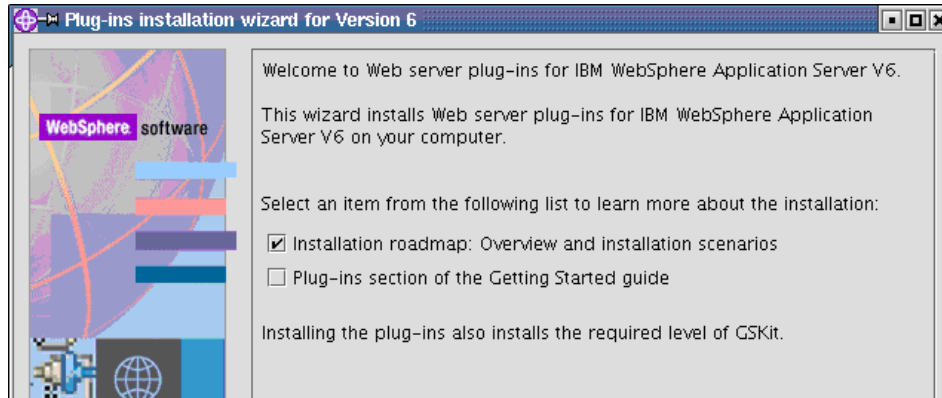 Plug-ins installation wizard for Version 6
WebSphere. software
Welcome to Web server plug-ins for IBM WebSphere Application Server V6.
This wizard installs Web server plug-ins for IBM WebSphere Application
Server V6 on your computer.
Select an item from the following list to learn more about the installation:
Installation roadmap: Overview and installation scenarios
Plug-ins section of the Getting Started guide
Installing the plug-ins also installs the required level of GSKit.